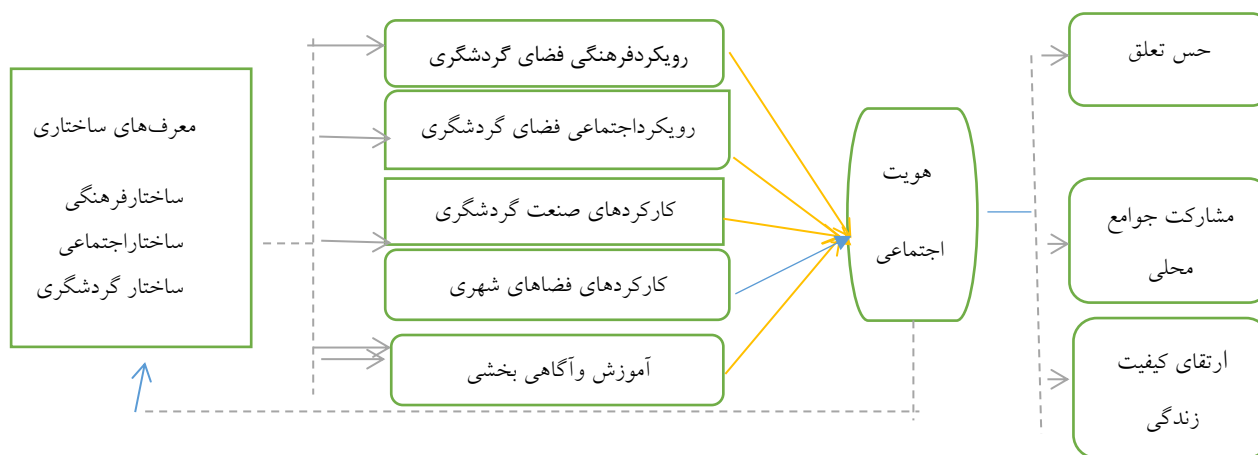 معرف‌های ساختاری
ساختارفرهنگی
ساختاراجتماعی
ساختار گردشگری
رویکردفرهنگی فضای گردشگری
رویکرداجتماعی فضای گردشگری
کارکردهای صنعت گردشگری
کارکردهای فضاهای شهری
آموزش وآگاهی بخشی
هویت
اجتماعی
حس تعلق
مشارکت جوامع
محلی
ارتقای کیفیت
زندگی